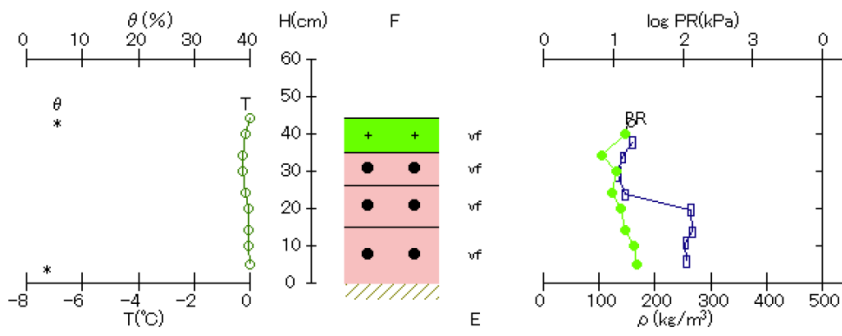 θ(%) H(cm) F log PR(kPa)
0 10 20 30 40 60 0 1 2 3 0
50
θ T PR
* + + vf
40
30 vf
20 vf
10 vf
*
0
-8 -6 -4 -2 0 0 100 200 300 400 500
T(℃) E ρ(kg/m³)